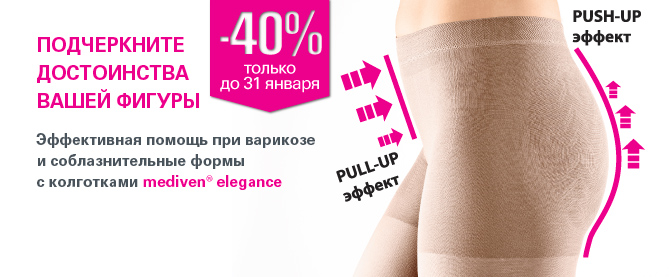 ПОДЧЕРКНИТЕ
ДОСТОИНСТВА
ВАШЕЙ ФИГУРЫ
-40%
только
до 31 января
Эффективная помощь при варикозе
и соблазнительные формы
с колготками mediven® elegance
PULL-UP
эффект
PUSH-UP
эффект